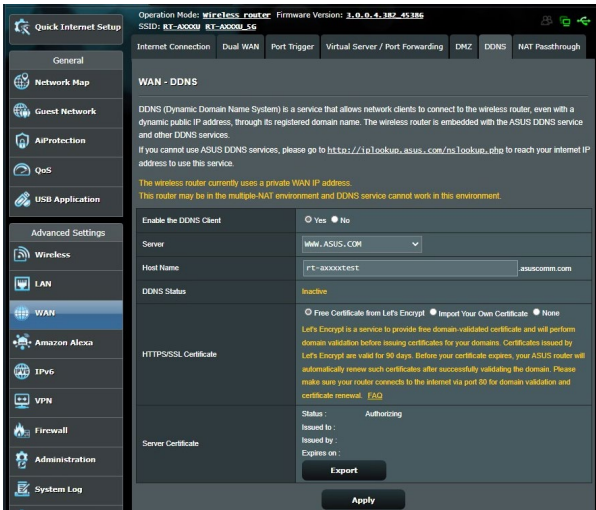 Quick Internet Setup
General
Network Map
Guest Network
AiProtection
QoS
USB Application
Advanced Settings
Wireless
LAN
WAN
Amazon Alexa
IPv6
VPN
Firewall
Administration
System Log
Operation Mode: Wireless router Firmware Version: 3.0.0.4.382_45386
SSID: RT-AXXXU RT-AXXXU_5G
Internet Connection Dual WAN Port Trigger Virtual Server / Port Forwarding DMZ DDNS NAT Passthrough
WAN - DDNS
DDNS (Dynamic Domain Name System) is a service that allows network clients to connect to the wireless router, even with a
dynamic public IP address, through its registered domain name. The wireless router is embedded with the ASUS DDNS service
and other DDNS services.
If you cannot use ASUS DDNS services, please go to http://iplookup.asus.com/nslookup.php to reach your internet IP
address to use this service.
The wireless router currently uses a private WAN IP address.
This router may be in the multiple-NAT environment and DDNS service cannot work in this environment.
Enable the DDNS Client Yes No
Server WWW.ASUS.COM
Host Name rt-axxxxtest .asuscomm.com
DDNS Status Inactive
HTTPS/SSL Certificate Free Certificate from Let's Encrypt Import Your Own Certificate None
Let's Encrypt is a service to provide free domain-validated certificate and will perform
domain validation before issuing certificates for your domains. Certificates issued by
Let's Encrypt are valid for 90 days. Before your certificate expires, your ASUS router will
automatically renew such certificates after successfully validating the domain. Please
make sure your router connects to the internet via port 80 for domain validation and
certificate renewal. FAQ
Server Certificate Status : Authorizing
Issued to :
Issued by :
Expires on :
Export
Apply